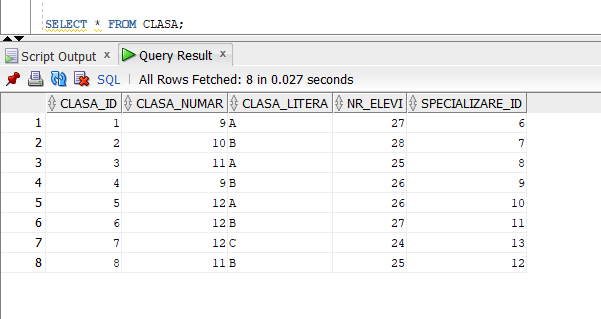 SELECT * FROM CLASA;
Script Output x Query Result x
SQL | All Rows Fetched: 8 in 0.027 seconds
CLASA_ID CLASA_NUMAR CLASA_LITERA NR_ELEVI SPECIALIZARE_ID
1 1 9 A 27 6
2 2 10 B 28 7
3 3 11 A 25 8
4 4 9 B 26 9
5 5 12 A 26 10
6 6 12 B 27 11
7 7 12 C 24 13
8 8 11 B 25 12